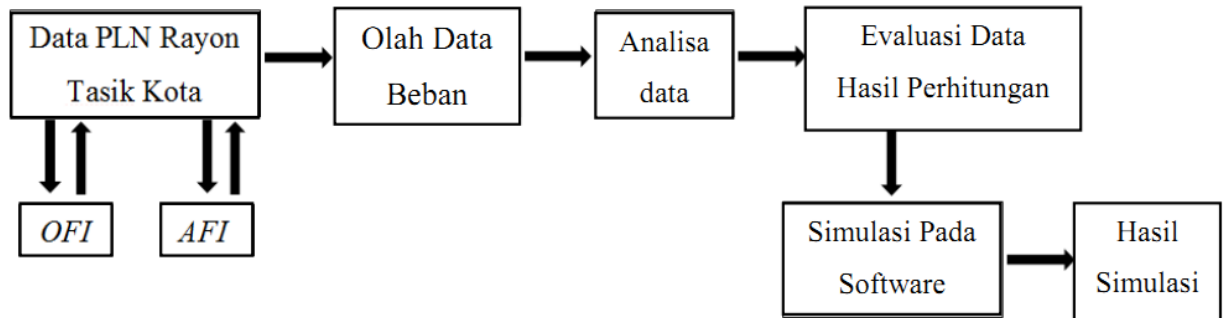 Data PLN Rayon
Tasik Kota
Olah Data
Beban
Analisa
data
Evaluasi Data
Hasil Perhitungan
OFI
AFI
Simulasi Pada
Software
Hasil
Simulasi